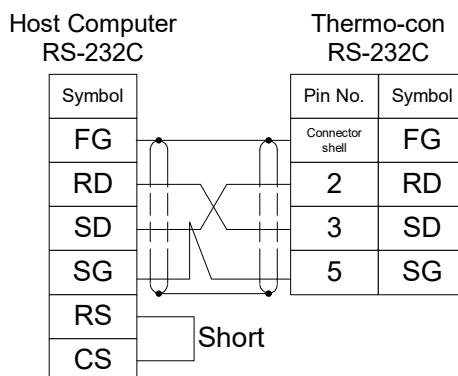 Host Computer
RS-232C
Thermo-con
RS-232C
Symbol
Pin No. Symbol
FG
Connector
shell
FG
RD
2 RD
SD
3 SD
SG
5 SG
RS
Short
CS